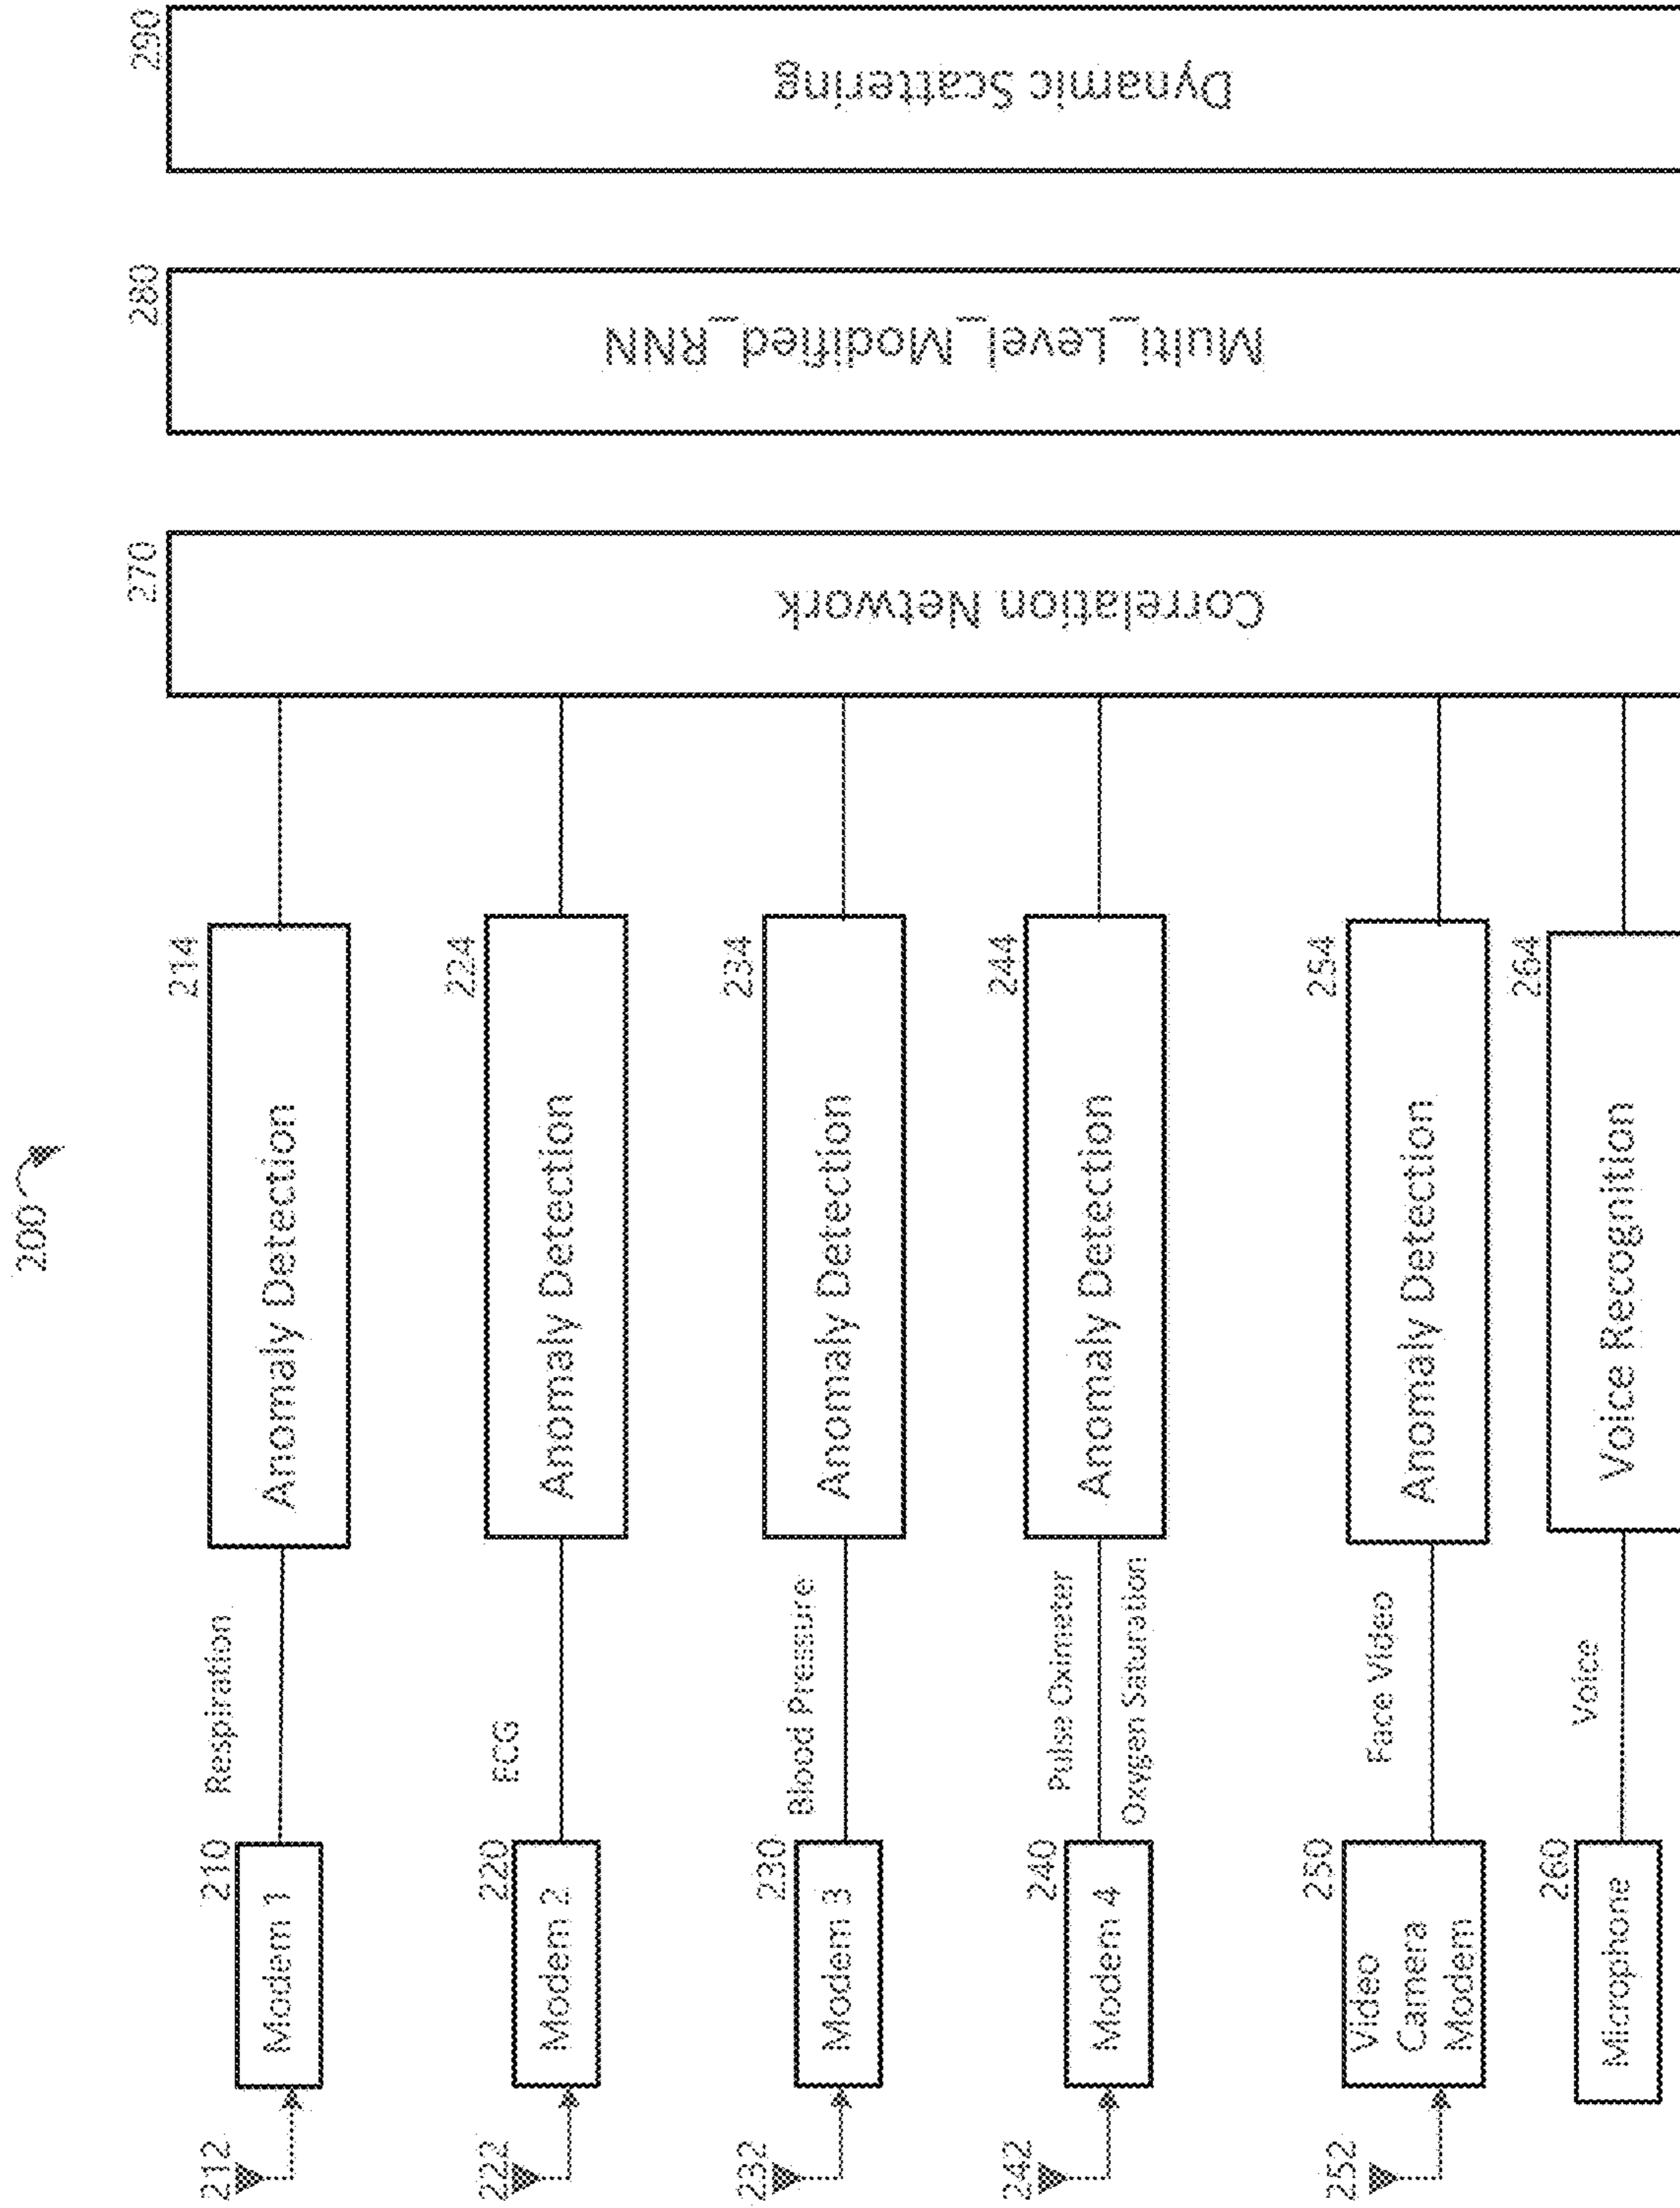 200
212
Modem 1
210
Respiration
Anomaly Detection
214
222
Modem 2
220
ECG
Anomaly Detection
224
232
Modem 3
230
Blood Pressure
Anomaly Detection
234
242
Modem 4
240
Pulse Oximeter
Oxygen Saturation
Anomaly Detection
244
252
Video
Camera
Modem
250
Face Video
Anomaly Detection
254
Microphone
260
Voice
Voice Recognition
264
Correlation Network
270
Multi_Level_Modified_RNN
280
Dynamic Scattering
290